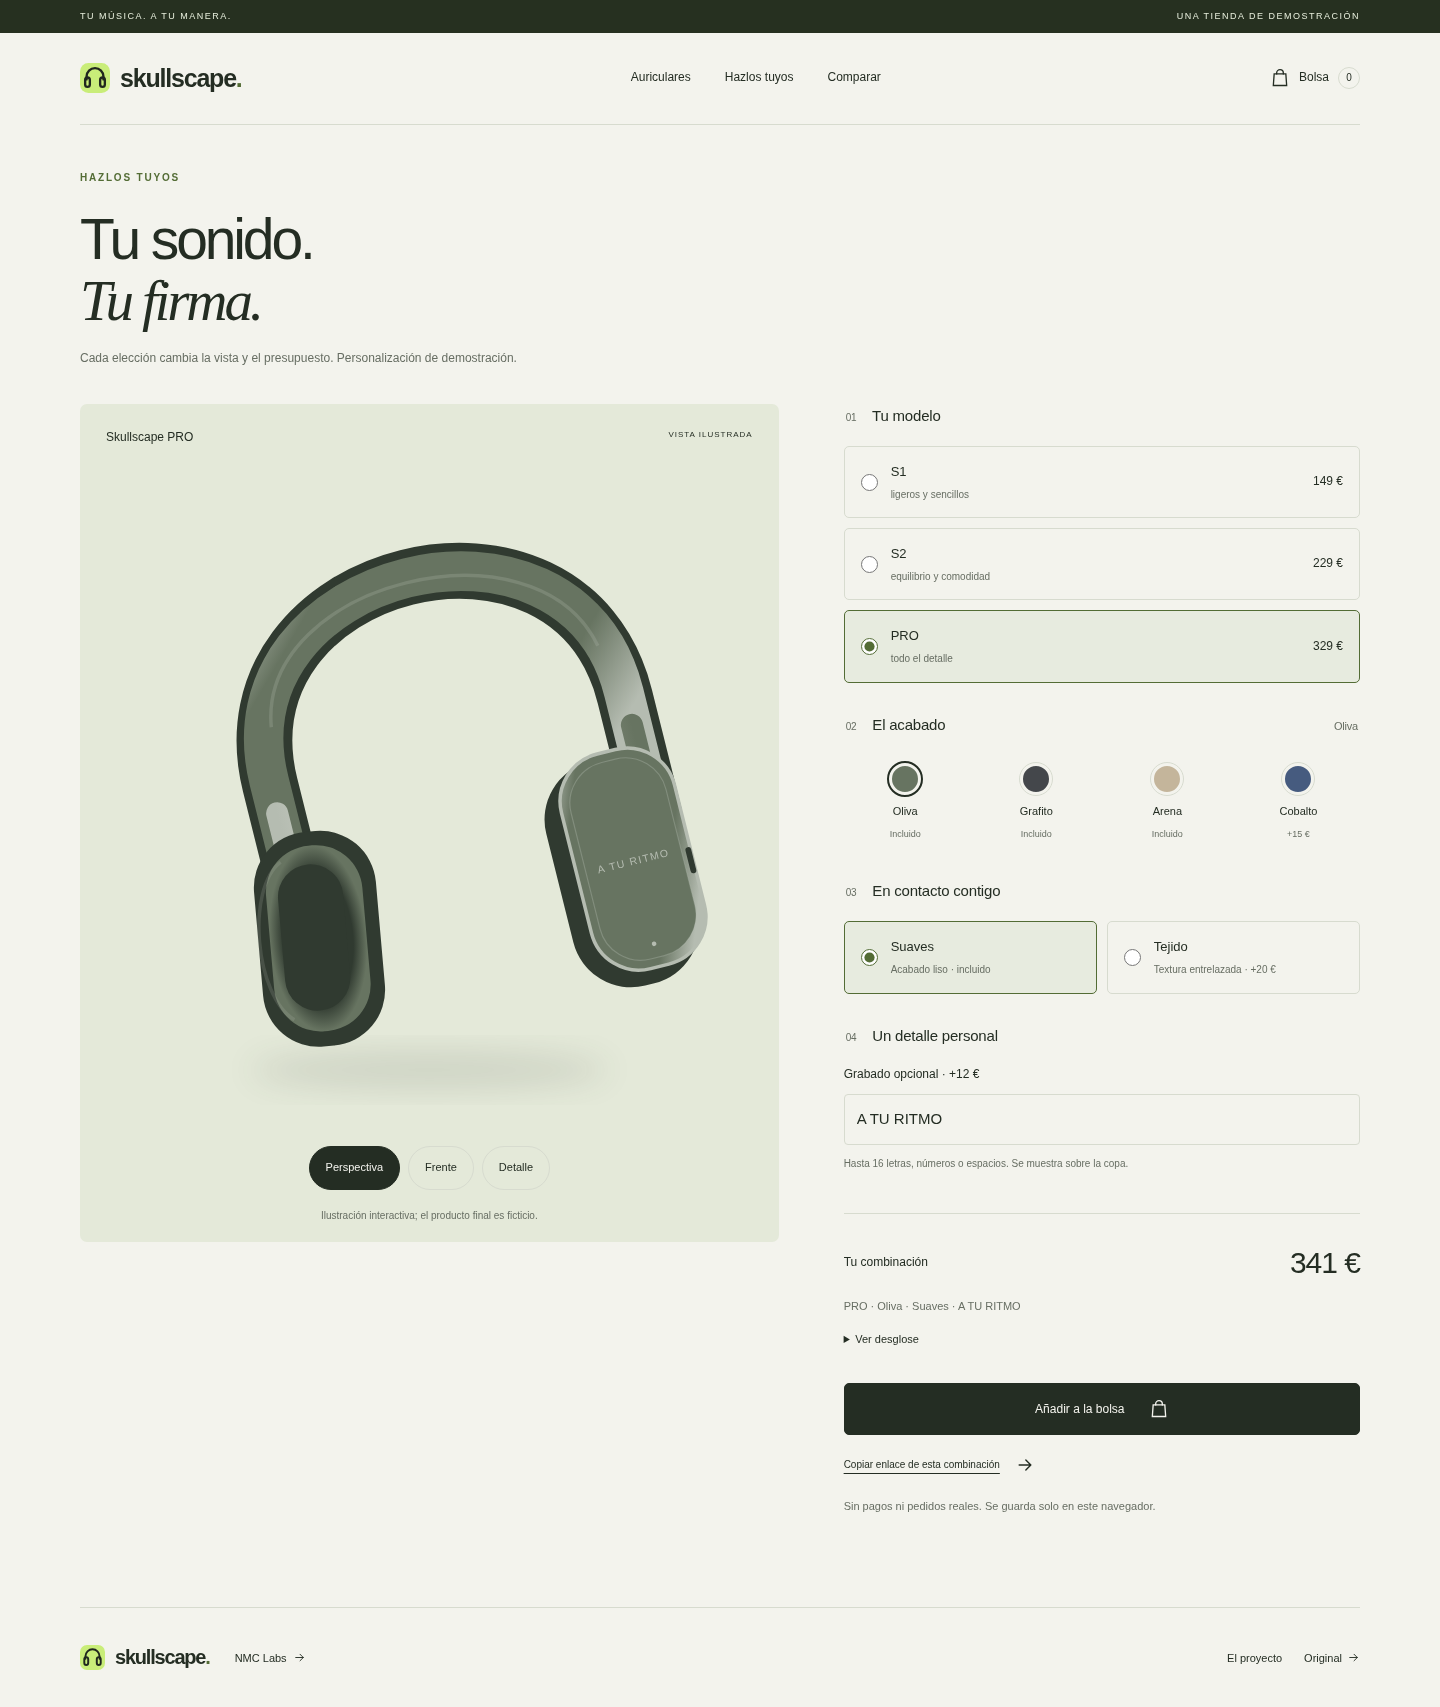 TU MÚSICA. A TU MANERA.
UNA TIENDA DE DEMOSTRACIÓN
skullscape.
Auriculares
Hazlos tuyos
Comparar
Bolsa
0
HAZLOS TUYOS
Tu sonido.
Tu firma.
Cada elección cambia la vista y el presupuesto. Personalización de demostración.
Skullscape PRO
VISTA ILUSTRADA
A TU RITMO
Perspectiva
Frente
Detalle
Ilustración interactiva; el producto final es ficticio.
01 Tu modelo
S1
ligeros y sencillos
149 €
S2
equilibrio y comodidad
229 €
PRO
todo el detalle
329 €
02 El acabado
Oliva
Oliva
Incluido
Grafito
Incluido
Arena
Incluido
Cobalto
+15 €
03 En contacto contigo
Suaves
Acabado liso · incluido
Tejido
Textura entrelazada · +20 €
04 Un detalle personal
Grabado opcional · +12 €
A TU RITMO
Hasta 16 letras, números o espacios. Se muestra sobre la copa.
Tu combinación
341 €
PRO · Oliva · Suaves · A TU RITMO
Ver desglose
Añadir a la bolsa
Copiar enlace de esta combinación
Sin pagos ni pedidos reales. Se guarda solo en este navegador.
skullscape.
NMC Labs
El proyecto
Original